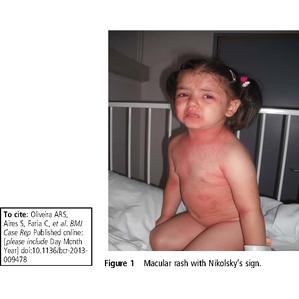 To cite: Oliveira ARS,
Aires S, Faria C, et al. BMJ
Case Rep Published online:
[please include Day Month
Year] doi:10.1136/bcr-2013-
009478
Figure 1 Macular rash with Nikolsky's sign.